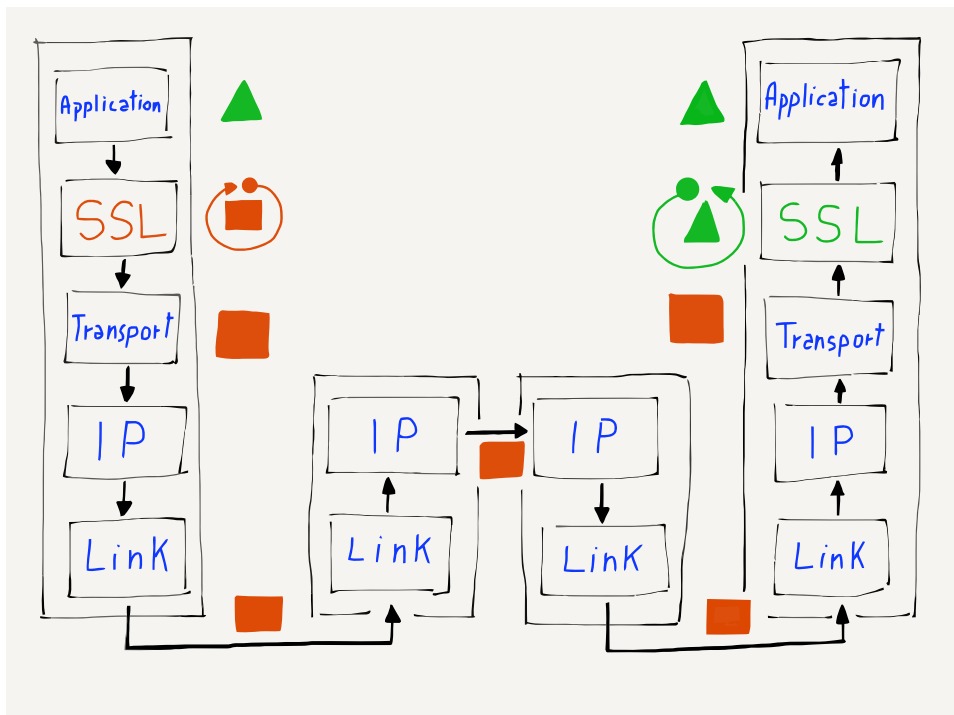 Application
SSL
Transport
IP
Link
IP
Link
IP
Link
Application
SSL
Transport
IP
Link